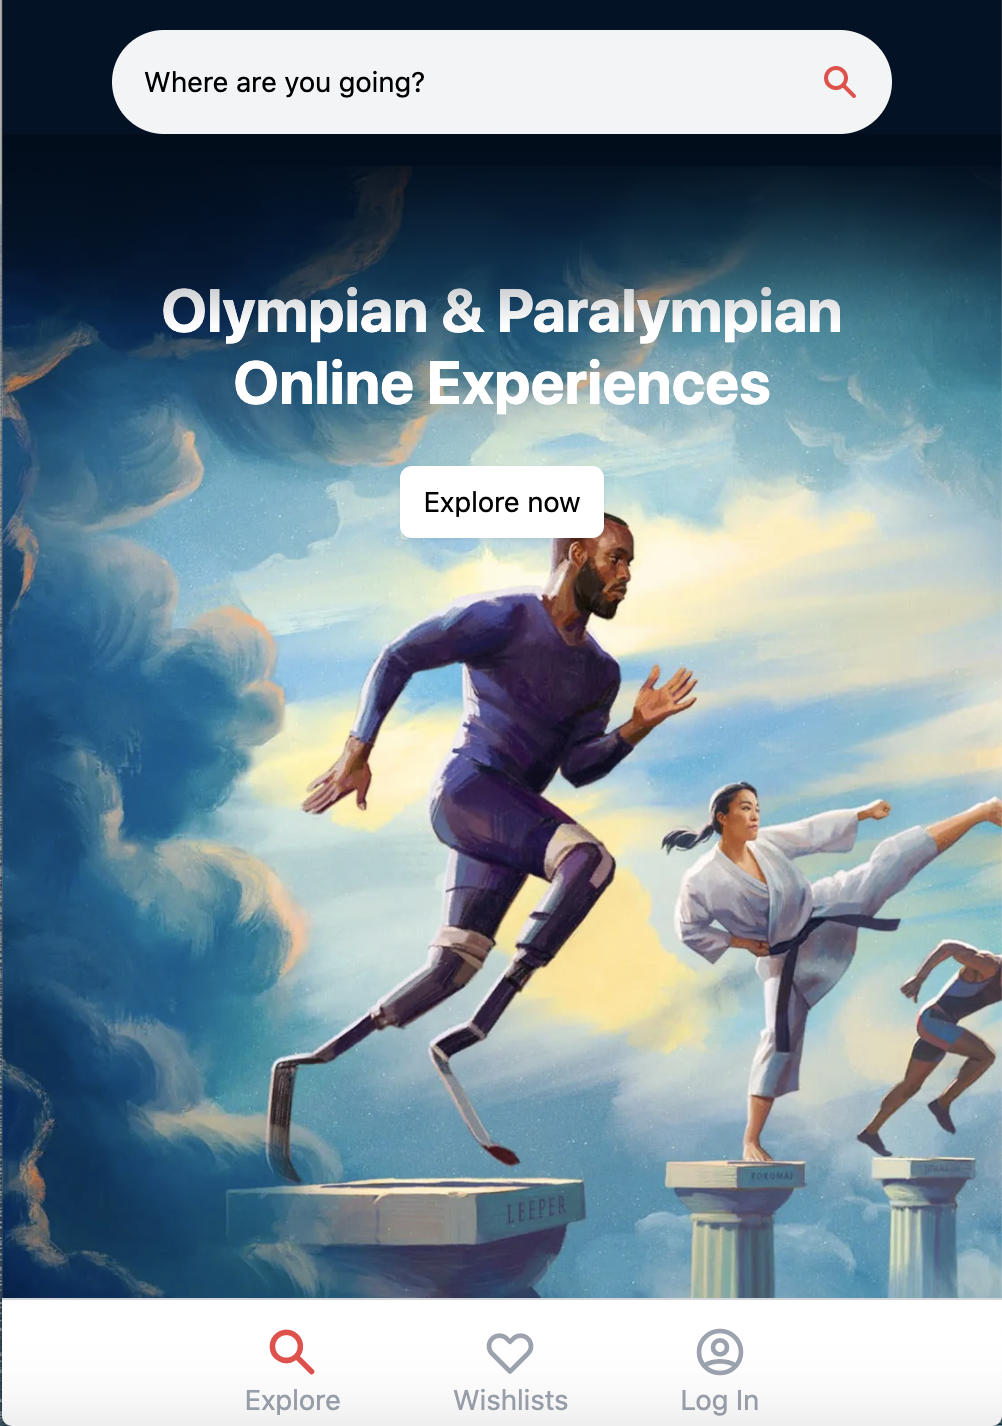 Where are you going?
Olympian & Paralympian
Online Experiences
Explore now
LEEPER
Explore
Wishlists
Log In